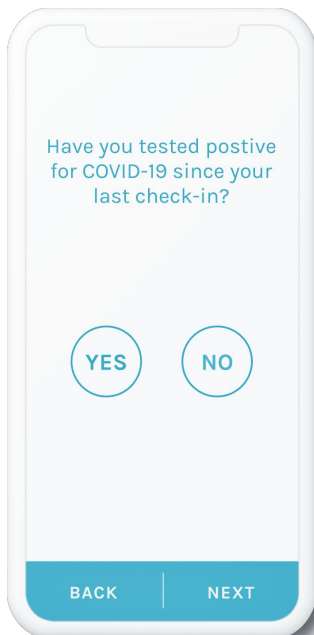 Have you tested postive
for COVID-19 since your
last check-in?
YES NO
BACK NEXT